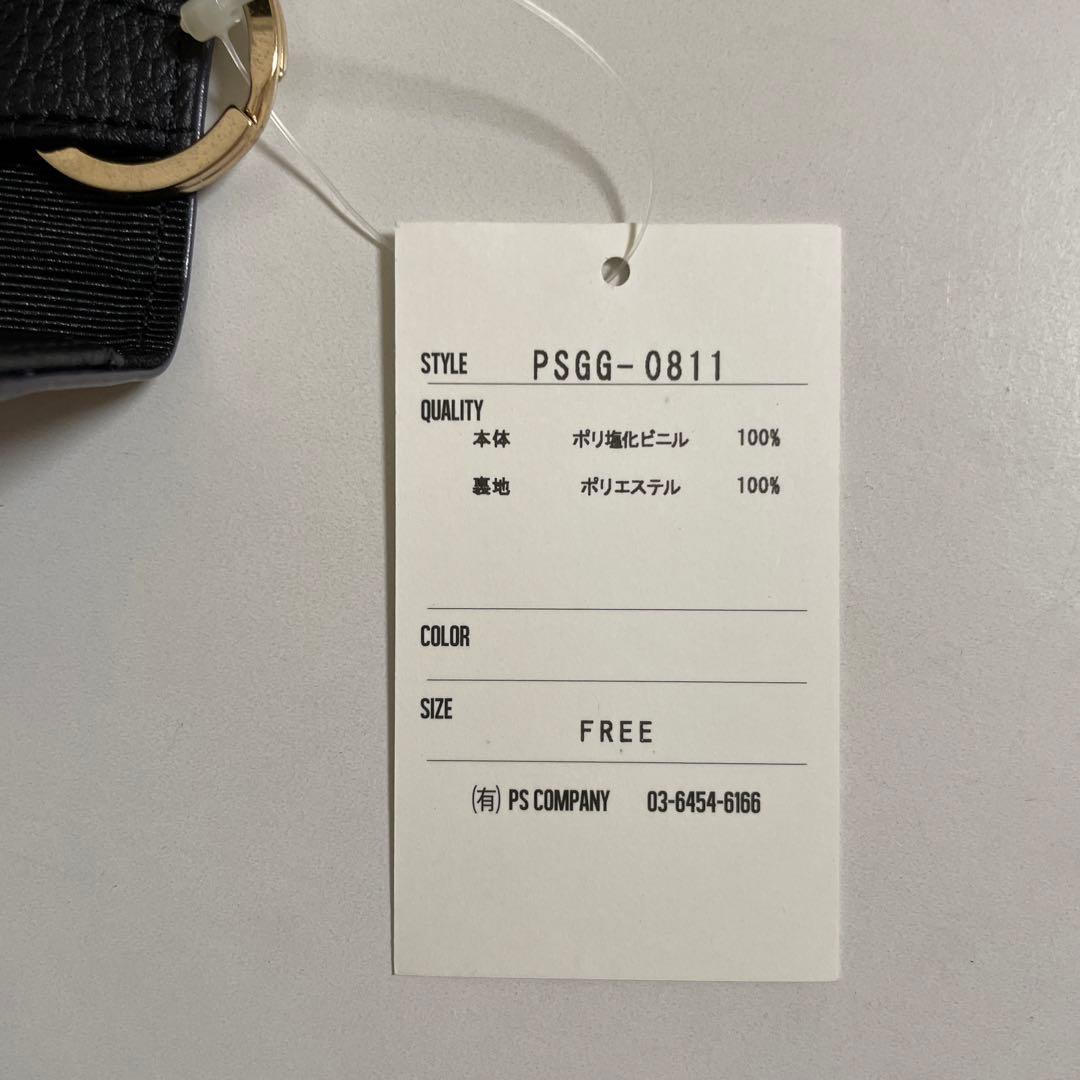 STYLE PSGG-0811
QUALITY
本体 ポリ塩化ビニル 100%
裏地 ポリエステル 100%
COLOR
SIZE
FREE
㈲ PS COMPANY 03-6454-6166